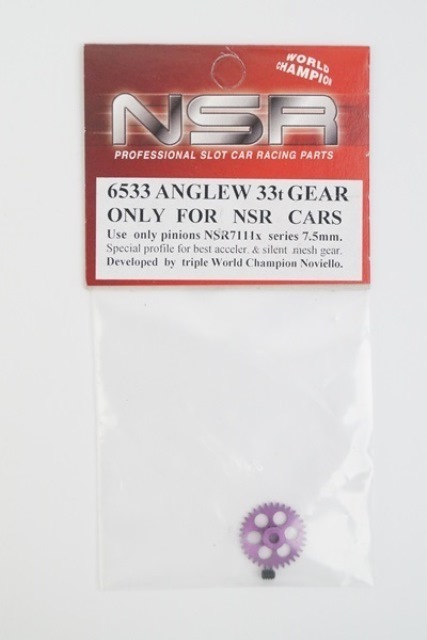 WORLD
CHAMPION
NSR
PROFESSIONAL SLOT CAR RACING PARTS
6533 ANGLEW 33t GEAR
ONLY FOR NSR CARS
Use only pinions NSR7111x series 7.5mm.
Special profile for best acceler. & silent mesh gear.
Developed by triple World Champion Noviello.